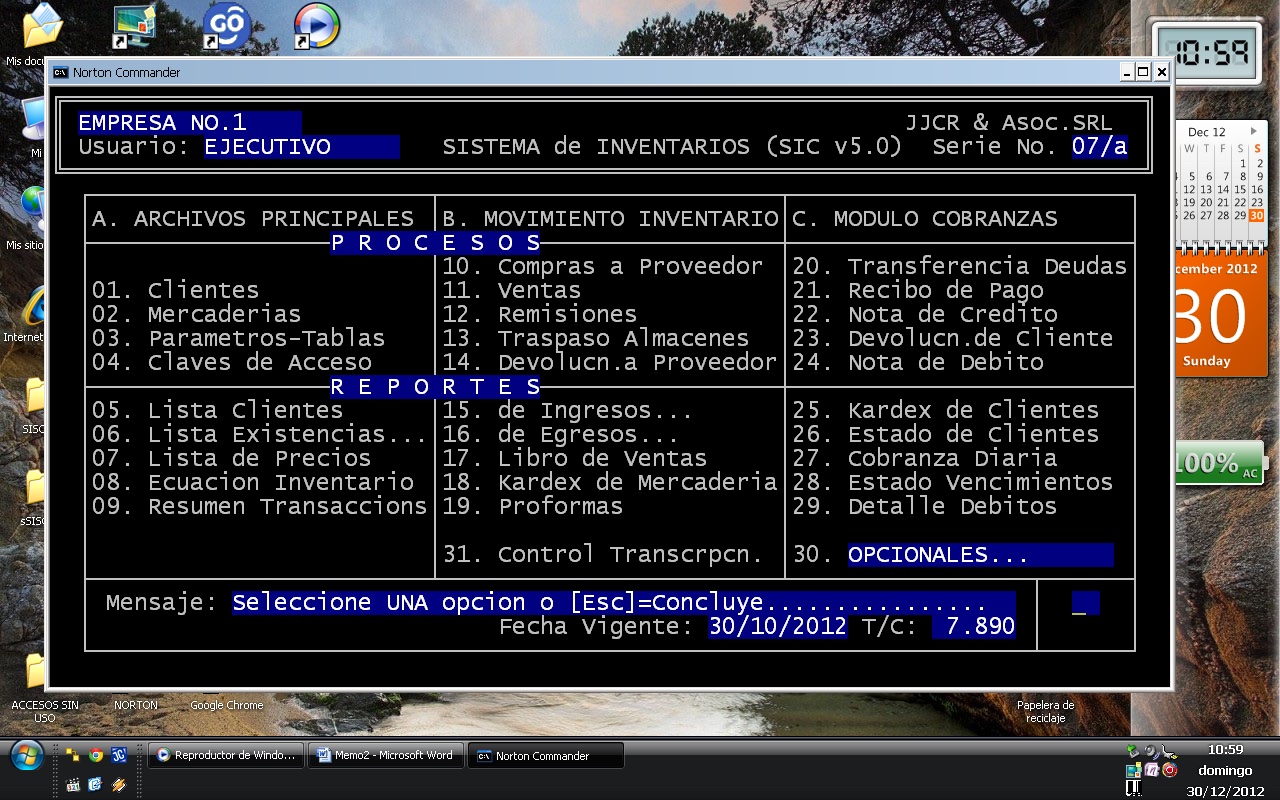 Mis docu
10:59
Norton Commander
EMPRESA NO.1
JJCR & Asoc.SRL
Usuario: EJECUTIVO
SISTEMA de INVENTARIOS (SIC v5.0)
Serie No. 07/a
A. ARCHIVOS PRINCIPALES
B. MOVIMIENTO INVENTARIO
C. MODULO COBRANZAS
P R O C E S O S
01. Clientes
02. Mercaderias
03. Parametros-Tablas
04. Claves de Acceso
10. Compras a Proveedor
11. Ventas
12. Remisiones
13. Traspaso Almacenes
14. Devolucn.a Proveedor
20. Transferencia Deudas
21. Recibo de Pago
22. Nota de Credito
23. Devolucn.de Cliente
24. Nota de Debito
R E P O R T E S
05. Lista Clientes
06. Lista Existencias...
07. Lista de Precios
08. Ecuacion Inventario
09. Resumen Transaccions
15. de Ingresos...
16. de Egresos...
17. Libro de Ventas
18. Kardex de Mercaderia
19. Proformas
31. Control Transcrpcn.
25. Kardex de Clientes
26. Estado de Clientes
27. Cobranza Diaria
28. Estado Vencimientos
29. Detalle Debitos
30. OPCIONALES...
Mensaje: Seleccione UNA opcion o [Esc]=Concluye................
_
Fecha Vigente: 30/10/2012 T/C: 7.890
Mi
Mis sitio
Internet
SISC
sSISC
Dec 12
W T F S S
1 2
5 6 7 8 9
12 13 14 15 16
19 20 21 22 23
26 27 28 29 30
cember 2012
30
Sunday
100%
AC
ACCESOS SIN
USO
NORTON
Google Chrome
Papelera de
reciclaje
Reproductor de Windo...
Memo2 - Microsoft Word
Norton Commander
10:59
domingo
30/12/2012